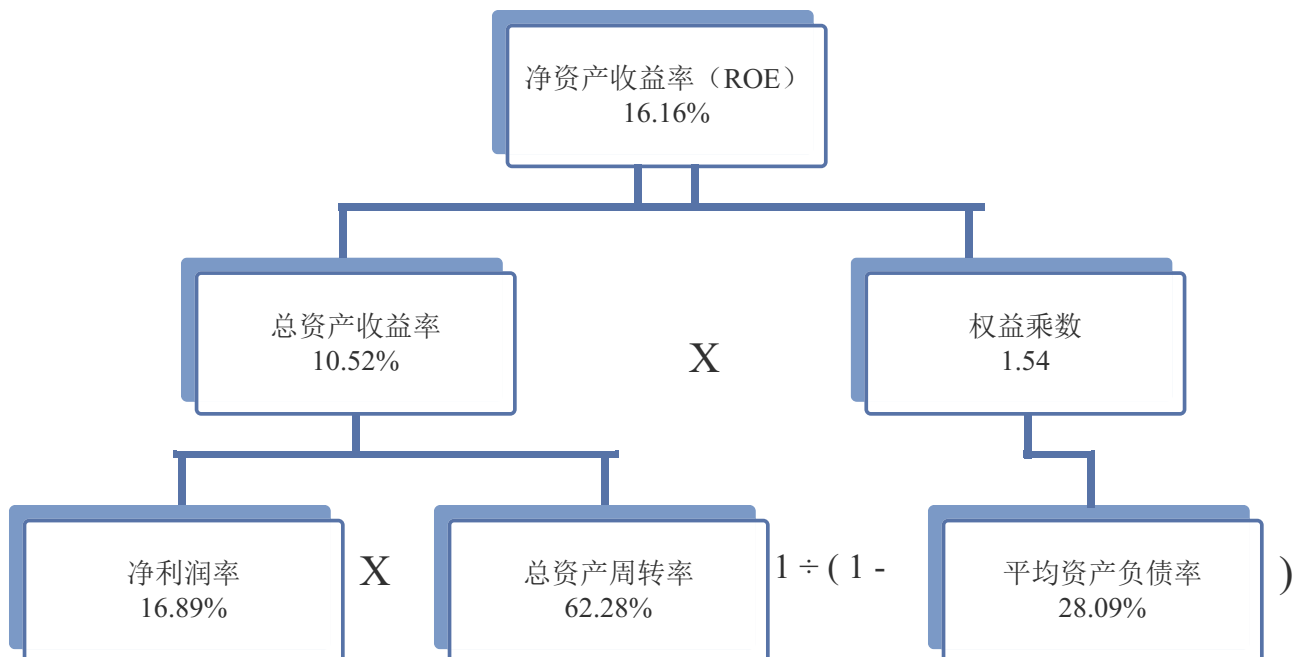 净资产收益率（ROE）
16.16%
总资产收益率
10.52%
X
权益乘数
1.54
净利润率
16.89%
X
总资产周转率
62.28%
1 ÷ ( 1 -
平均资产负债率
28.09%
)